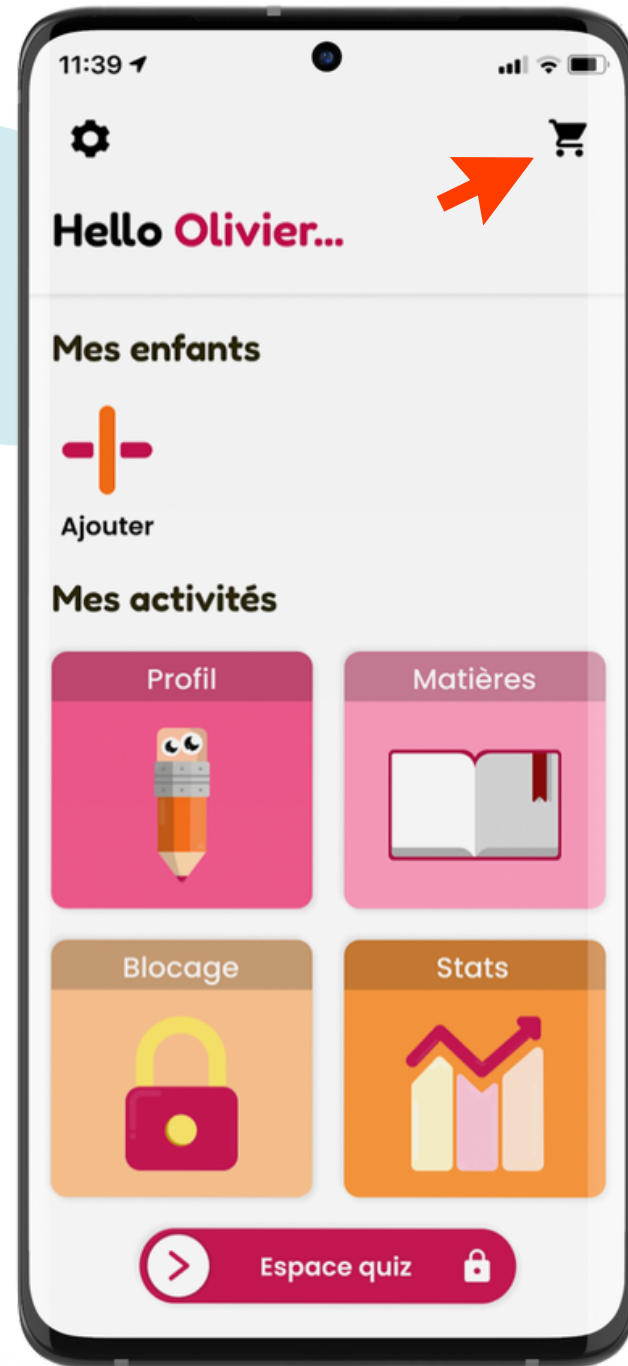 11:39
Hello Olivier...
Mes enfants
Ajouter
Mes activités
Profil
Matières
Blocage
Stats
Espace quiz